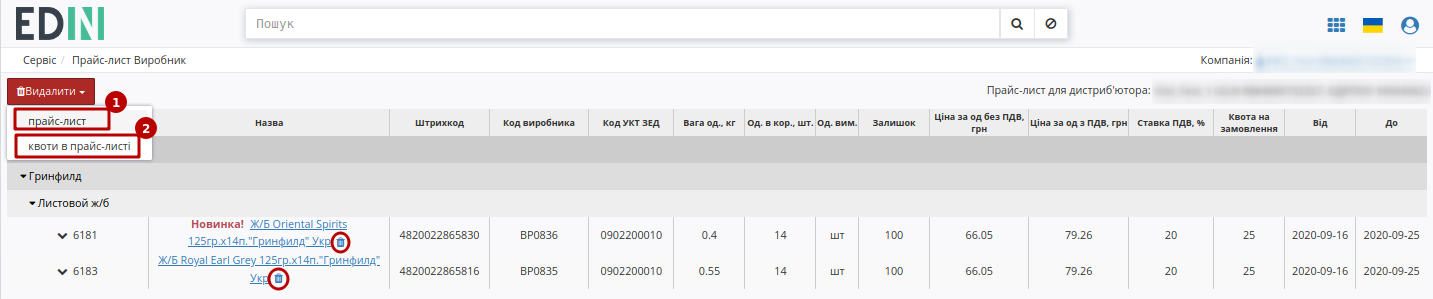 EDIN
Пошук
Сервіс / Прайс-лист Виробник
Компанія:
Видалити
Прайс-лист для дистриб'ютора:
1
прайс-лист
2
квоти в прайс-листі
Назва
Штрихкод
Код виробника
Код УКТ ЗЕД
Вага од., кг
Од. в кор., шт.
Од. вим.
Залишок
Ціна за од без ПДВ,
грн
Ціна за од з ПДВ, грн
Ставка ПДВ, %
Квота на
замовлення
Від
До
Гринфилд
Листовой ж/б
6181
Новинка! Ж/Б Oriental Spirits
125гр.х14п."Гринфилд" Укр
4820022865830
BP0836
0902200010
0.4
14
шт
100
66.05
79.26
20
25
2020-09-16
2020-09-25
6183
Ж/Б Royal Earl Grey 125гр.х14п."Гринфилд"
Укр
4820022865816
BP0835
0902200010
0.55
14
шт
100
66.05
79.26
20
25
2020-09-16
2020-09-25